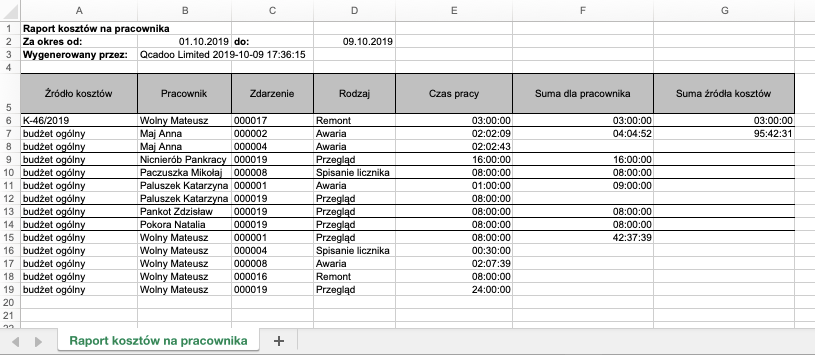 A B C D E F G
1 Raport kosztów na pracownika
2 Za okres od: 01.10.2019 do: 09.10.2019
3 Wygenerowany przez: Qcadoo Limited 2019-10-09 17:36:15
4
5 Źródło kosztów Pracownik Zdarzenie Rodzaj Czas pracy Suma dla pracownika Suma źródła kosztów
6 K-46/2019 Wolny Mateusz 000017 Remont 03:00:00 03:00:00 03:00:00
7 budżet ogólny Maj Anna 000002 Awaria 02:02:09 04:04:52 95:42:31
8 budżet ogólny Maj Anna 000004 Awaria 02:02:43
9 budżet ogólny Nicnierób Pankracy 000019 Przegląd 16:00:00 16:00:00
10 budżet ogólny Paczuszka Mikołaj 000008 Spisanie licznika 08:00:00 08:00:00
11 budżet ogólny Paluszek Katarzyna 000001 Awaria 01:00:00 09:00:00
12 budżet ogólny Paluszek Katarzyna 000019 Przegląd 08:00:00
13 budżet ogólny Pankot Zdzisław 000019 Przegląd 08:00:00 08:00:00
14 budżet ogólny Pokora Natalia 000019 Przegląd 08:00:00 08:00:00
15 budżet ogólny Wolny Mateusz 000001 Przegląd 08:00:00 42:37:39
16 budżet ogólny Wolny Mateusz 000004 Spisanie licznika 00:30:00
17 budżet ogólny Wolny Mateusz 000008 Awaria 02:07:39
18 budżet ogólny Wolny Mateusz 000016 Remont 08:00:00
19 budżet ogólny Wolny Mateusz 000019 Przegląd 24:00:00
20
21
Raport kosztów na pracownika +